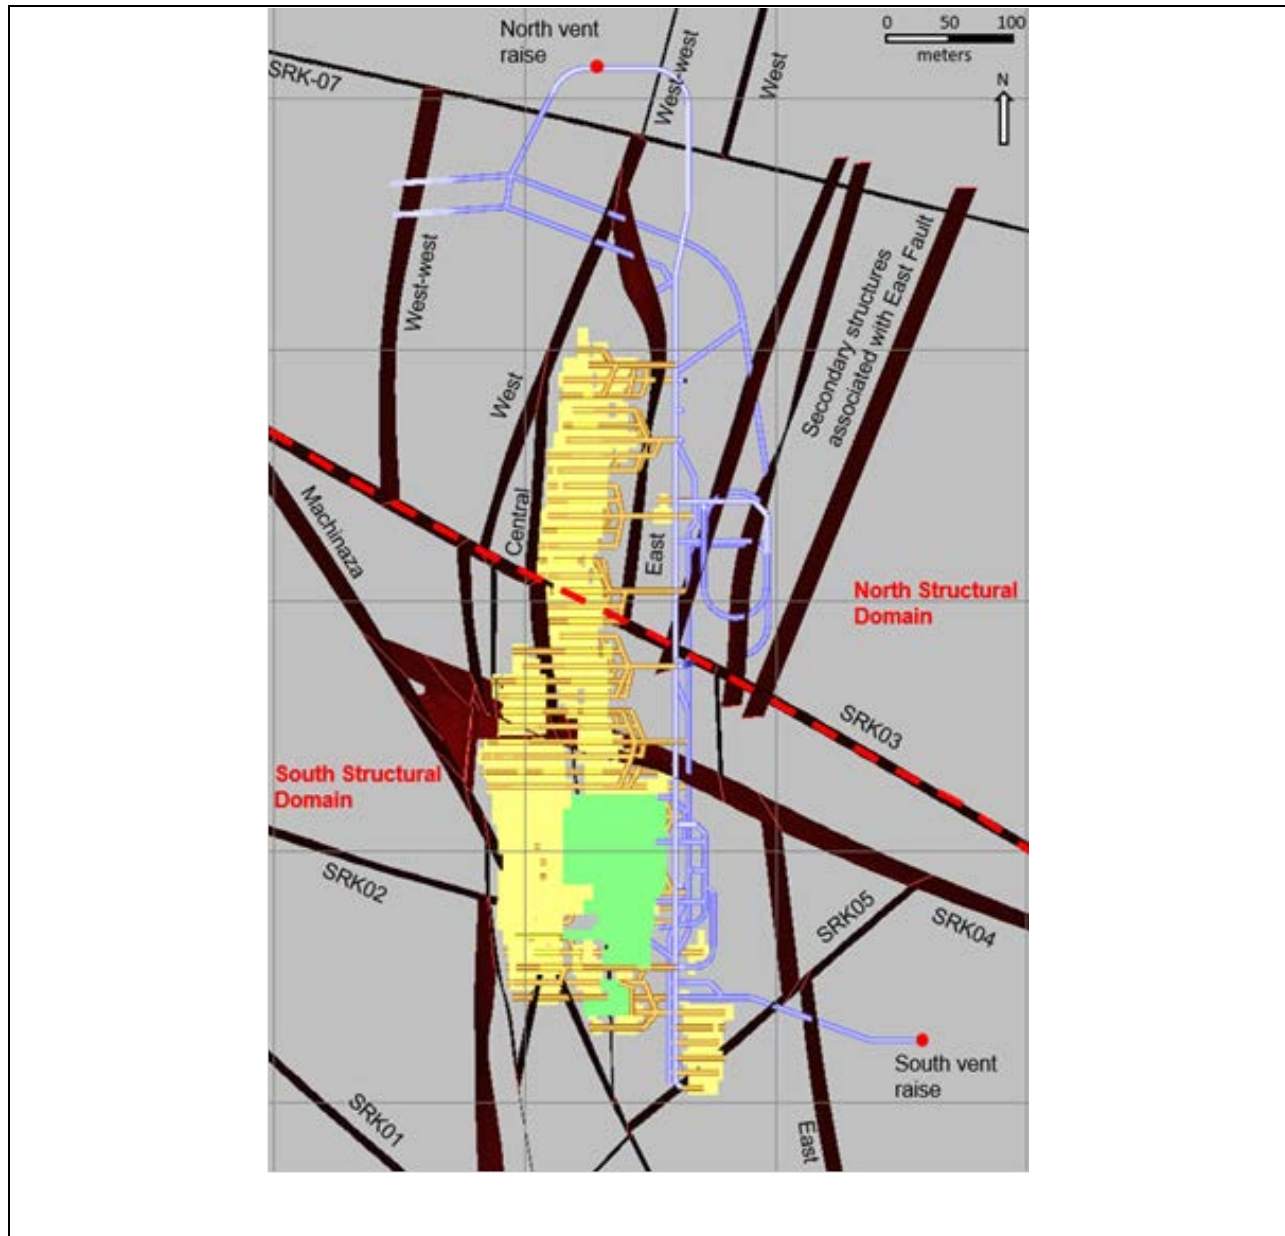 North vent
raise
0 50 100
meters
N
SRK-07
West-west
West
West-west
Secondary structures
associated with East Fault
West
Central
East
Machinaza
North Structural
Domain
SRK03
South Structural
Domain
SRK02
SRK05
SRK04
South vent
raise
SRK01
East